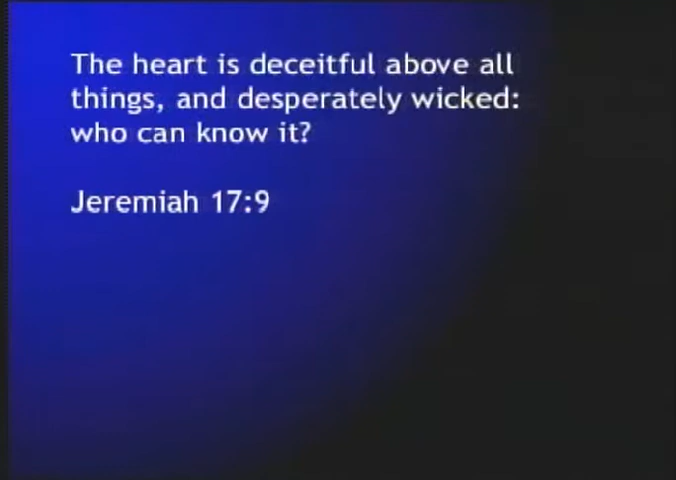 The heart is deceitful above all
things, and desperately wicked:
who can know it?
Jeremiah 17:9